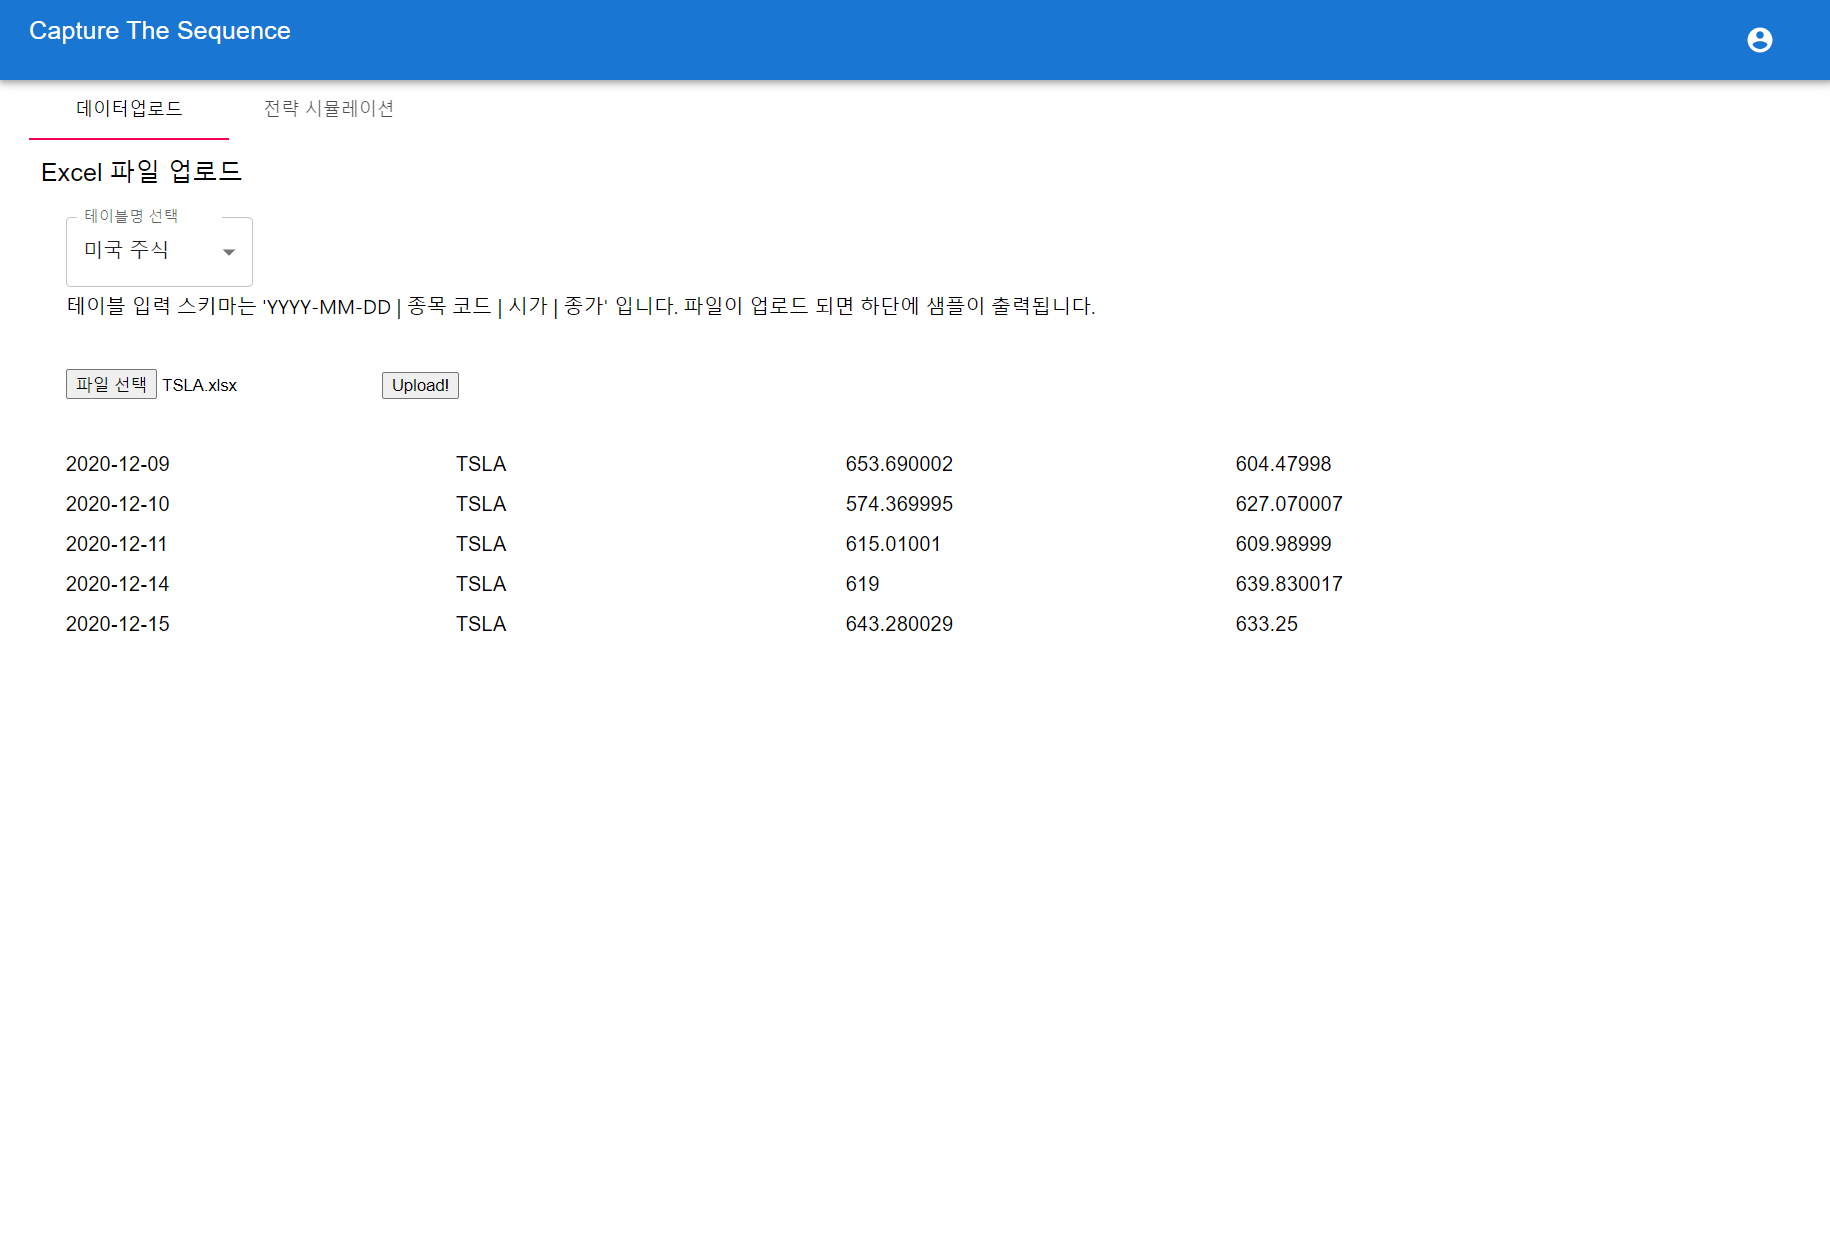 Capture The Sequence
데이터업로드 전략 시뮬레이션
Excel 파일 업로드
테이블명 선택
미국 주식
테이블 입력 스키마는 'YYYY-MM-DD | 종목 코드 | 시가 | 종가' 입니다. 파일이 업로드 되면 하단에 샘플이 출력됩니다.
파일 선택 TSLA.xlsx Upload!
2020-12-09 TSLA 653.690002 604.47998
2020-12-10 TSLA 574.369995 627.070007
2020-12-11 TSLA 615.01001 609.98999
2020-12-14 TSLA 619 639.830017
2020-12-15 TSLA 643.280029 633.25